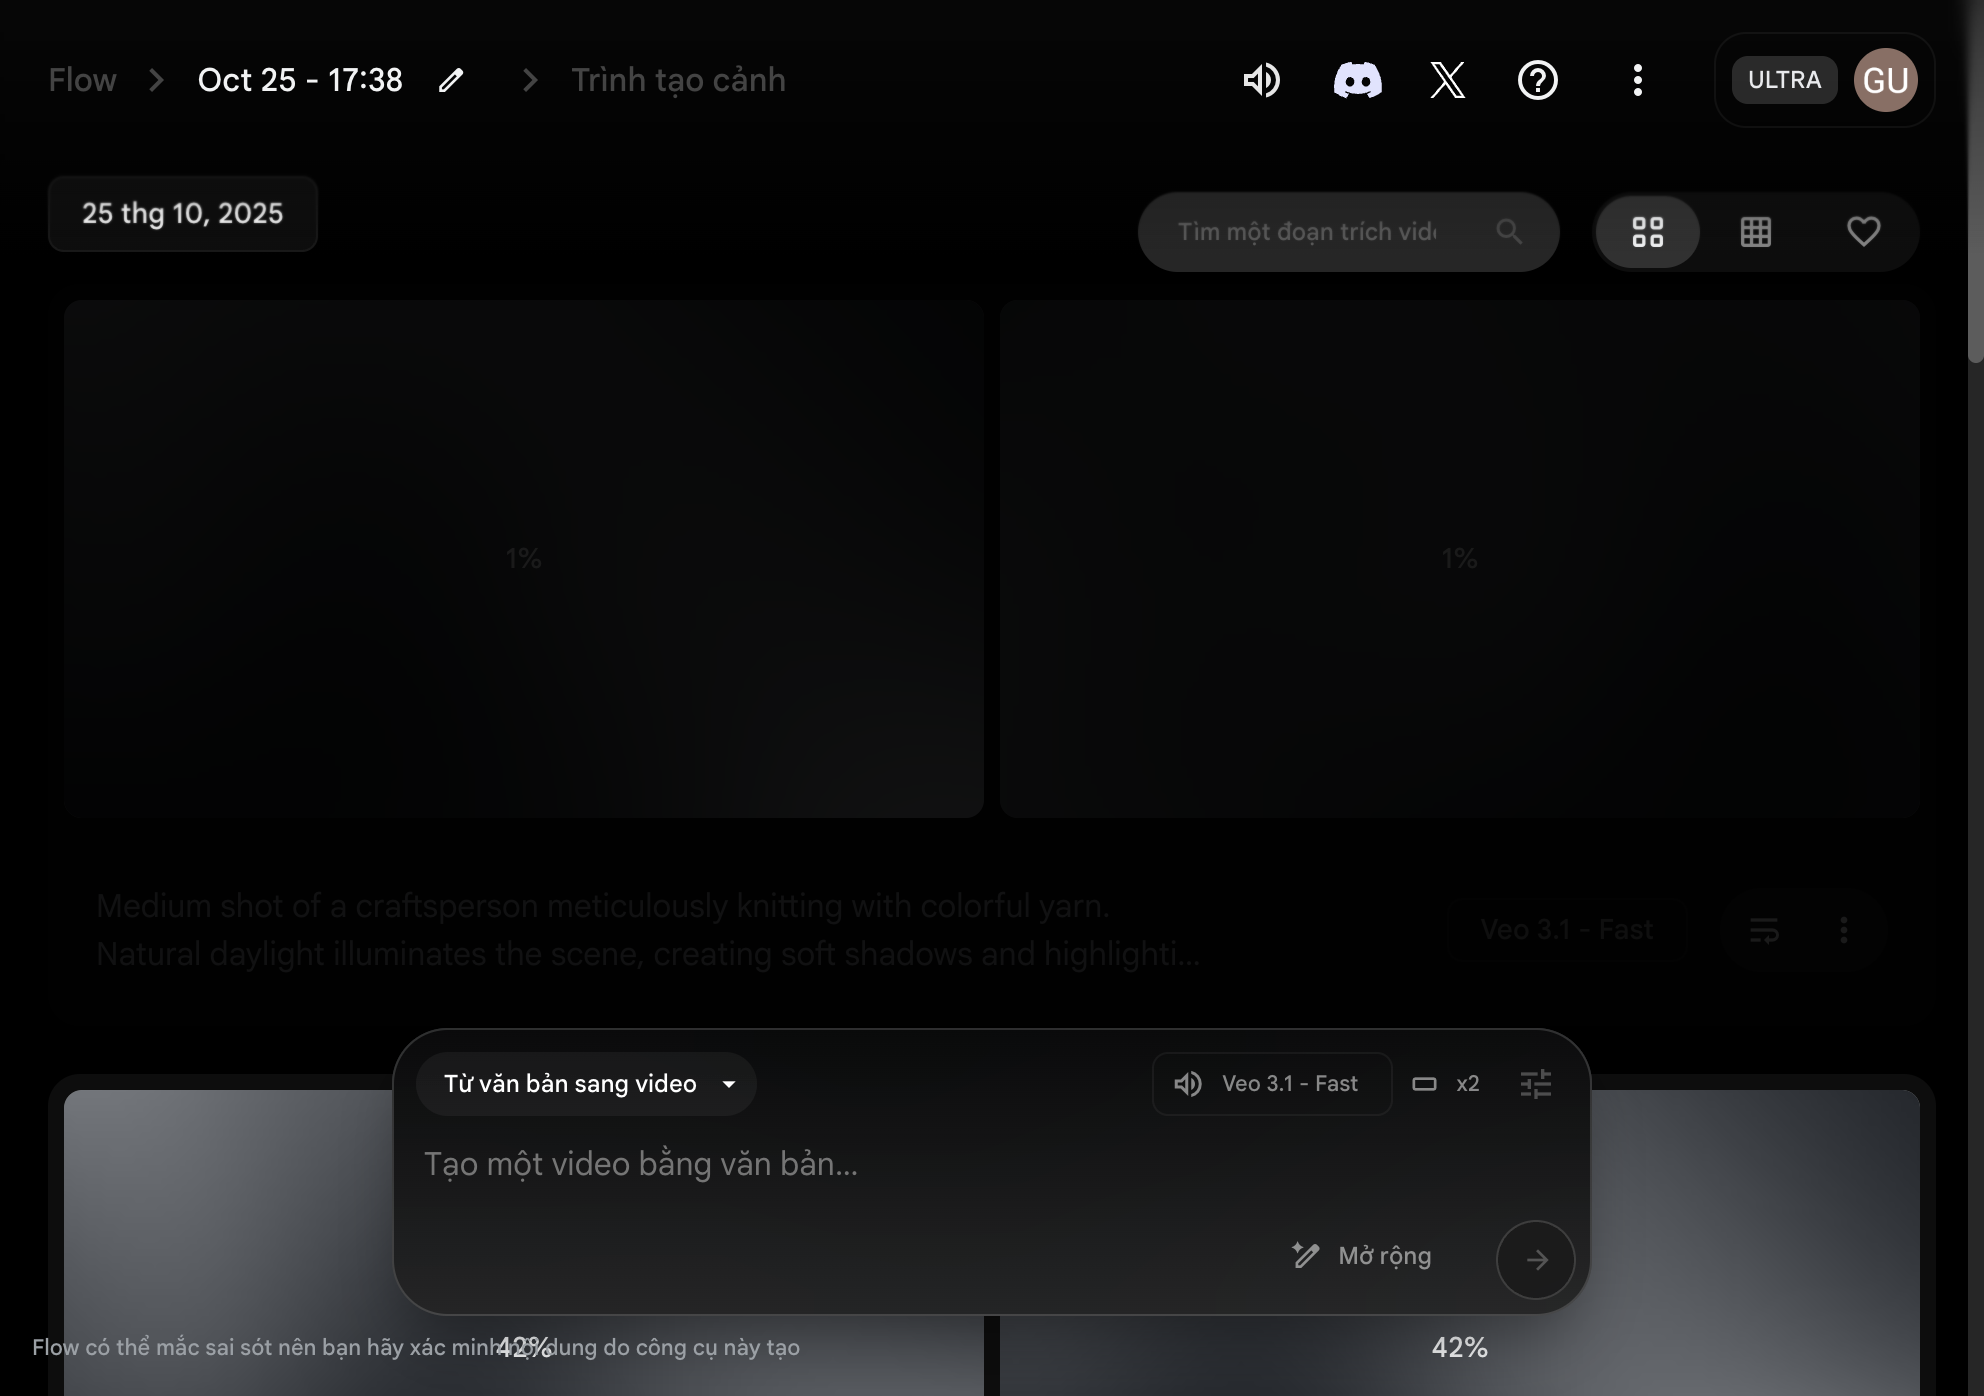 Flow
Oct 25 - 17:38
Trình tạo cảnh
ULTRA
GU
25 thg 10, 2025
Tìm một đoạn trích vide
1%
1%
Medium shot of a craftsperson meticulously knitting with colorful yarn.
Natural daylight illuminates the scene, creating soft shadows and highlighti...
Veo 3.1 - Fast
Từ văn bản sang video
Veo 3.1 - Fast
x2
Tạo một video bằng văn bản...
Mở rộng
42%
42%
Flow có thể mắc sai sót nên bạn hãy xác minh nội dung do công cụ này tạo